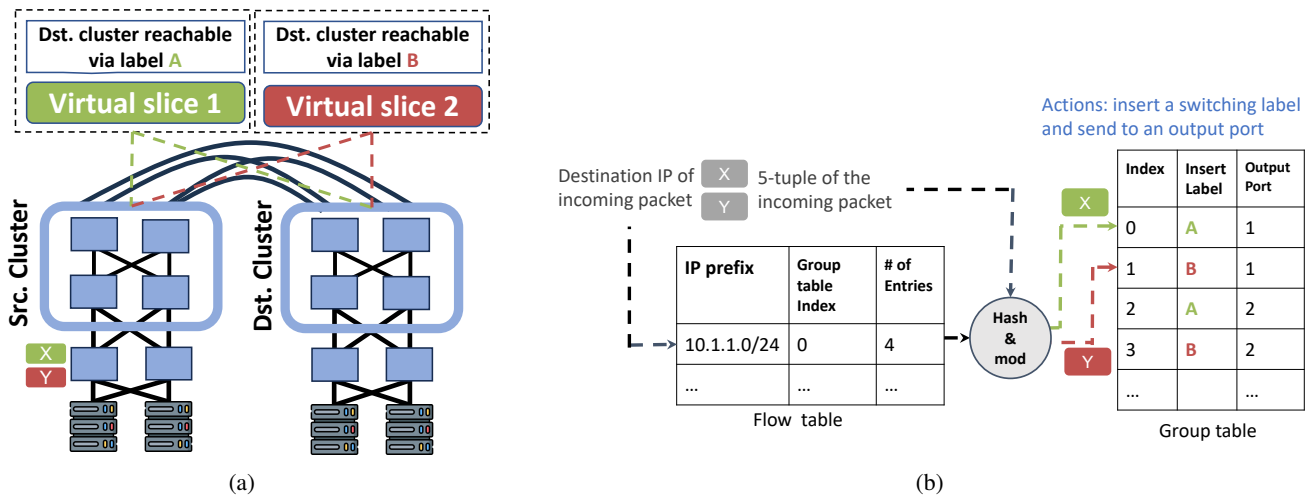 Dst. cluster reachable
via label A
Virtual slice 1
Dst. cluster reachable
via label B
Virtual slice 2
Src. Cluster
Dst. Cluster
X
Y
(a)
Actions: insert a switching label
and send to an output port
Destination IP of
incoming packet
X
Y
5-tuple of the
incoming packet
IP prefix
Group
table
Index
# of
Entries
10.1.1.0/24
0
4
...
...
...
Flow table
Hash
&
mod
X
Y
Index
Insert
Label
Output
Port
0
A
1
1
B
1
2
A
2
3
B
2
...
...
Group table
(b)